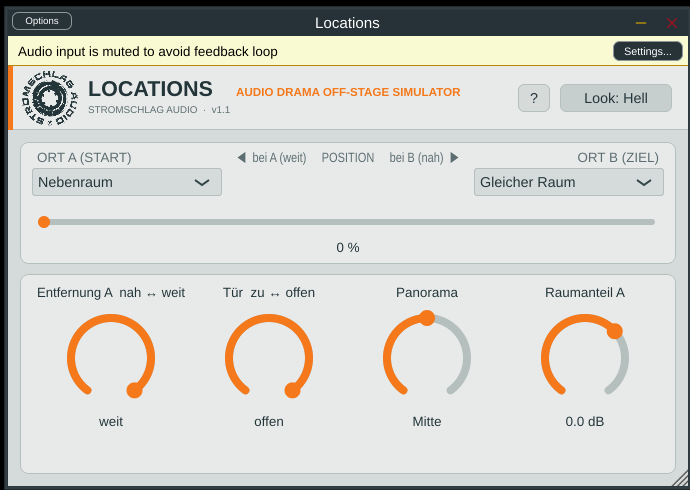 Options
Locations
Audio input is muted to avoid feedback loop
Settings...
STROMSCHLAG AUDIO
LOCATIONS
AUDIO DRAMA OFF-STAGE SIMULATOR
STROMSCHLAG AUDIO · v1.1
?
Look: Hell
ORT A (START)
◀ bei A (weit) POSITION bei B (nah) ▶
ORT B (ZIEL)
Nebenraum
Gleicher Raum
0 %
Entfernung A nah ↔ weit
Tür zu ↔ offen
Panorama
Raumanteil A
weit
offen
Mitte
0.0 dB